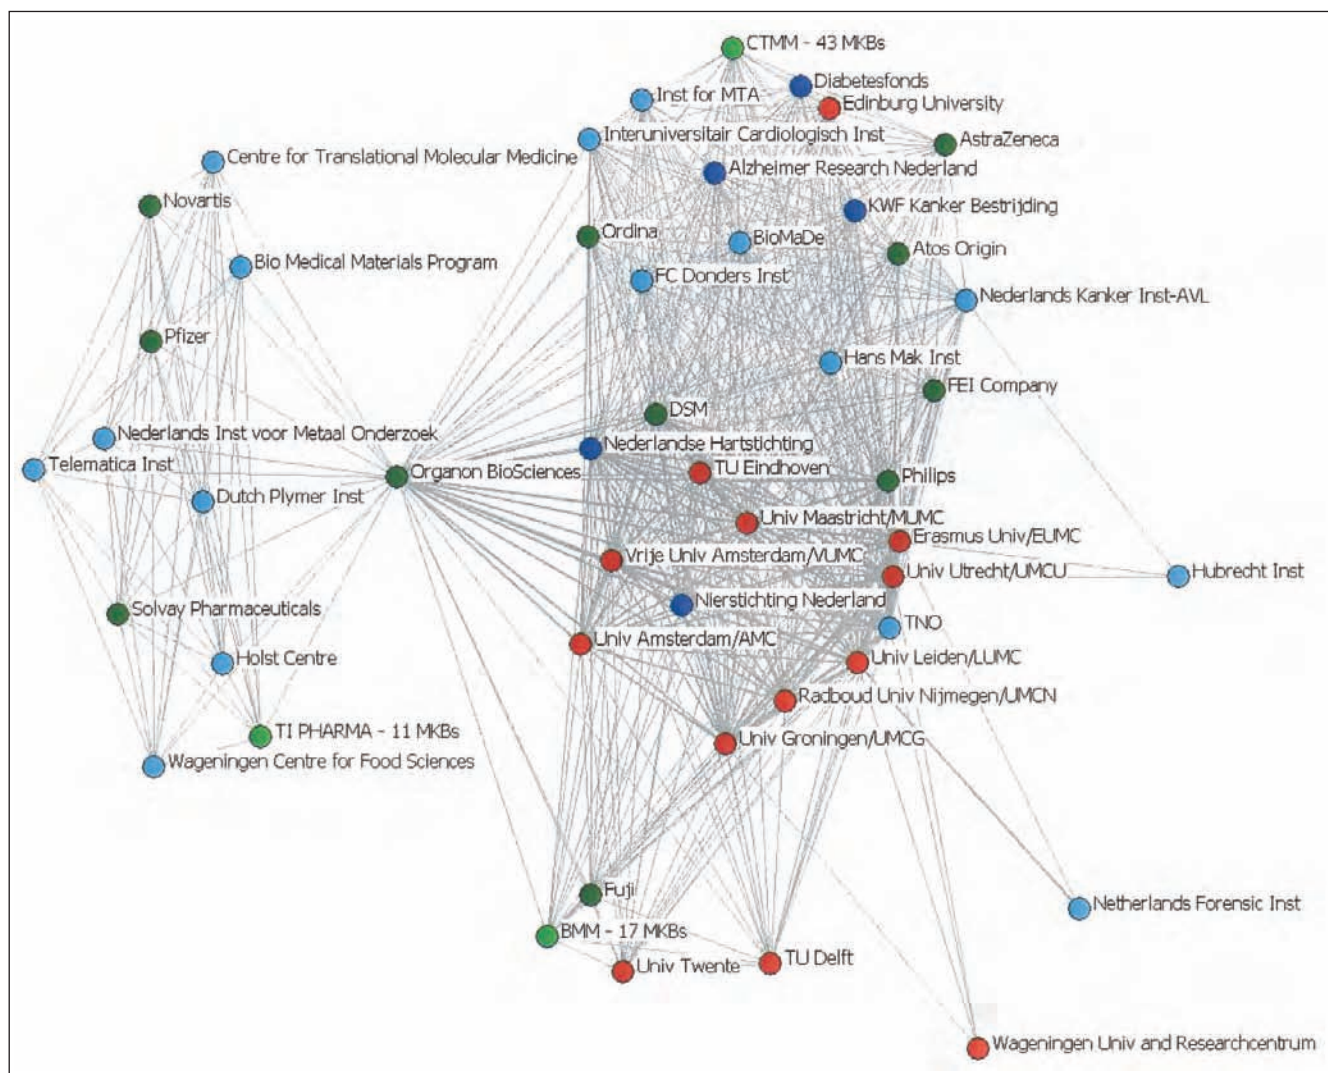 CTMM - 43 MKBs
Diabetesfonds
Inst for MTA
Edinburg University
Interuniversitair Cardiologisch Inst
AstraZeneca
Centre for Translational Molecular Medicine
Alzheimer Research Nederland
Novartis
KWF Kanker Bestrijding
Ordina
BioMaDe
Atos Origin
Bio Medical Materials Program
FC Donders Inst
Nederlands Kanker Inst-AVL
Pfizer
Hans Mak Inst
FEI Company
DSM
Nederlands Inst voor Metaal Onderzoek
Nederlandse Hartstichting
Telematica Inst
Organon BioSciences
TU Eindhoven
Philips
Dutch Plymer Inst
Univ Maastricht/MUMC
Erasmus Univ/EUMC
Vrije Univ Amsterdam/VUMC
Univ Utrecht/UMCU
Hubrecht Inst
Solvay Pharmaceuticals
Nierstichting Nederland
TNO
Univ Amsterdam/AMC
Holst Centre
Univ Leiden/LUMC
Radboud Univ Nijmegen/UMCN
TI PHARMA - 11 MKBs
Univ Groningen/UMCG
Wageningen Centre for Food Sciences
Fuji
Netherlands Forensic Inst
BMM - 17 MKBs
Univ Twente
TU Delft
Wageningen Univ and Researchcentrum